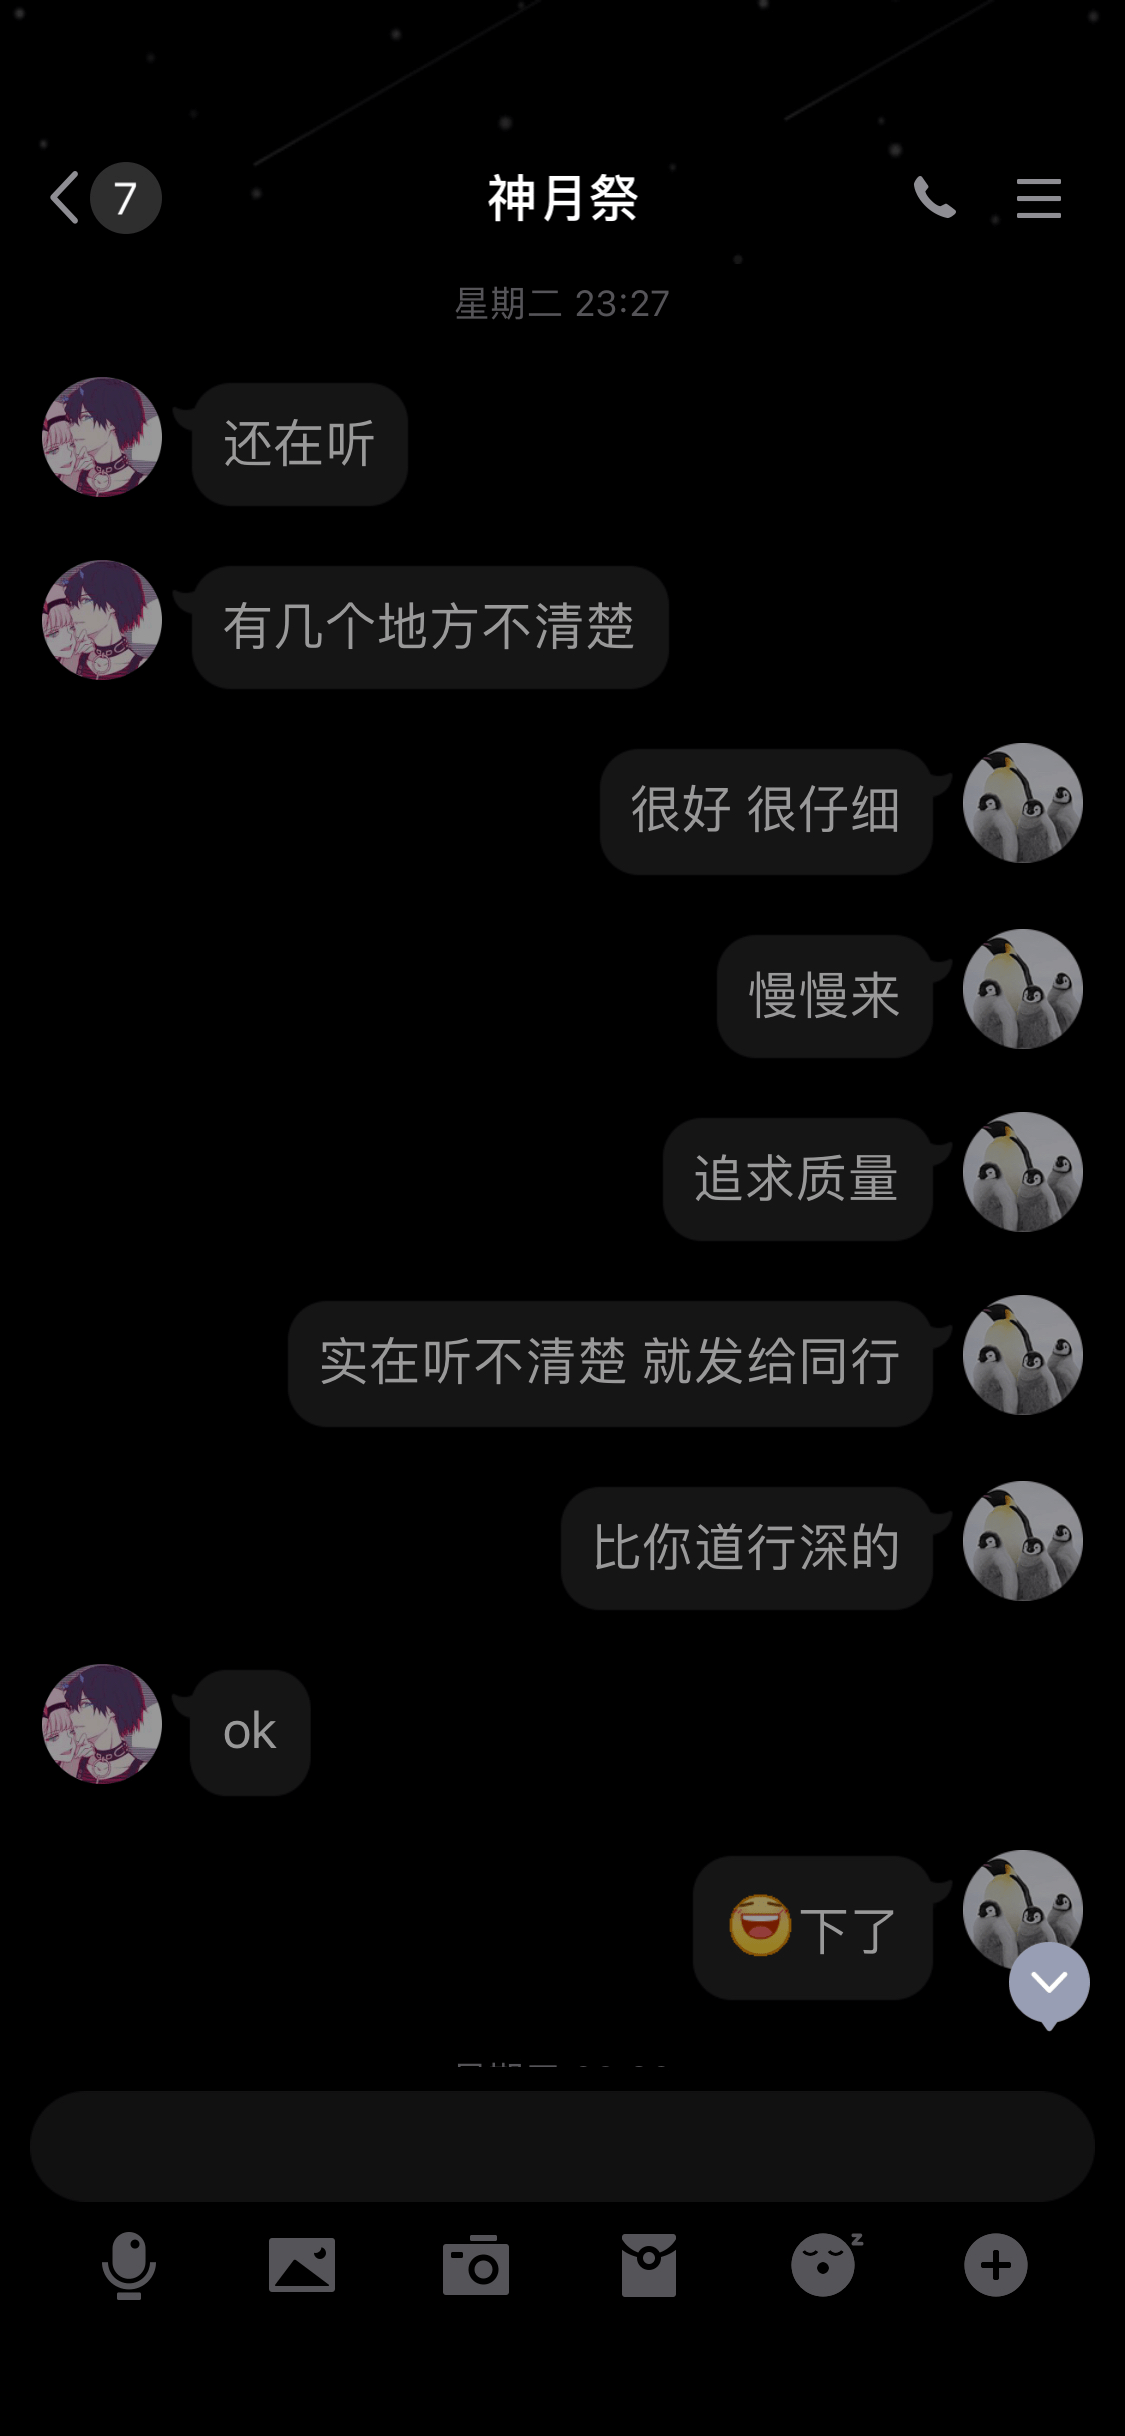 7
神月祭
星期二 23:27
还在听
有几个地方不清楚
很好 很仔细
慢慢来
追求质量
实在听不清楚 就发给同行
比你道行深的
ok
下了